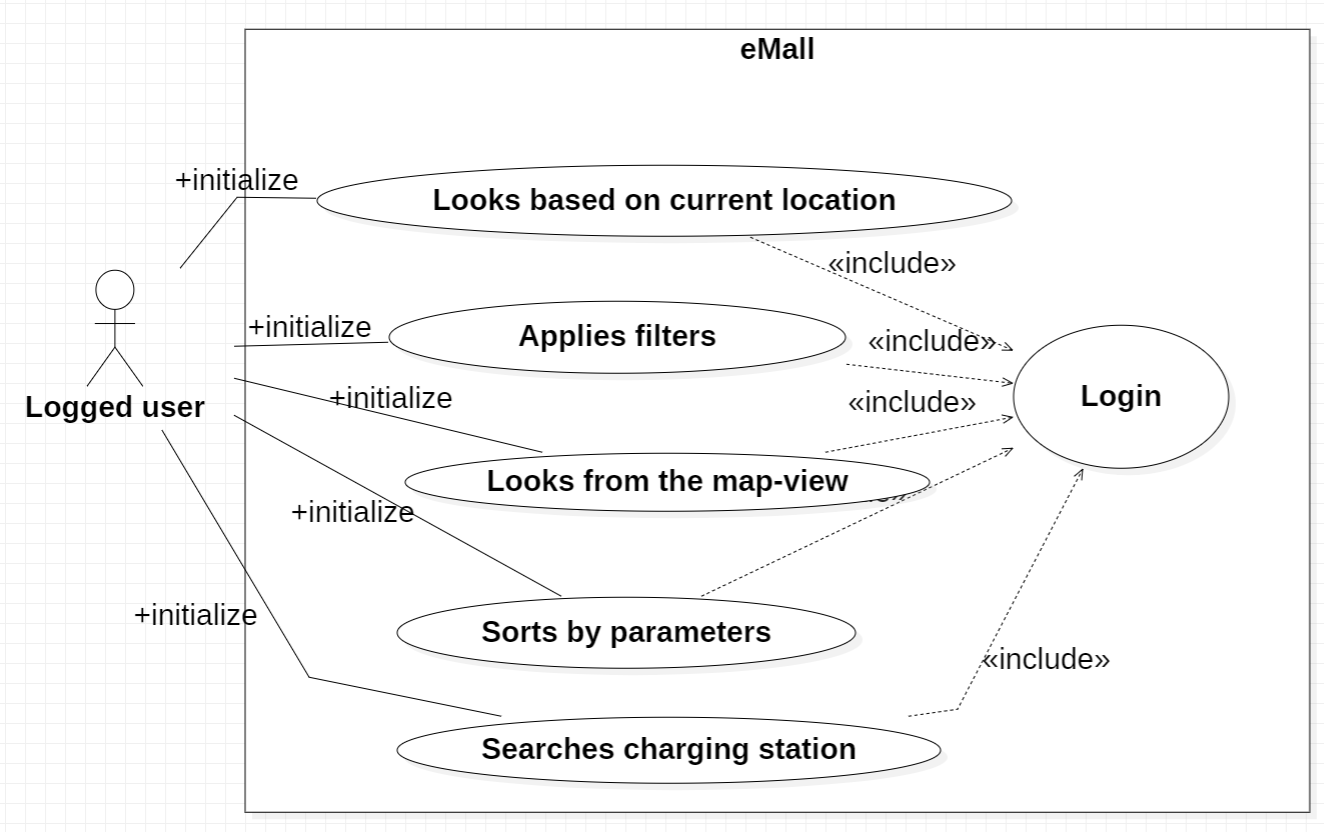 eMall
+initialize
Looks based on current location
«include»
+initialize
Applies filters
«include»
+initialize
«include»
Login
Logged user
Looks from the map-view
+initialize
+initialize
Sorts by parameters
«include»
Searches charging station